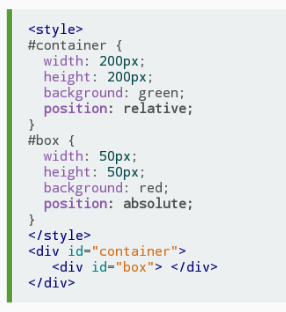 <style>
#container {
  width: 200px;
  height: 200px;
  background: green;
  position: relative;
}
#box {
  width: 50px;
  height: 50px;
  background: red;
  position: absolute;
}
</style>
<div id="container">
   <div id="box"> </div>
</div>